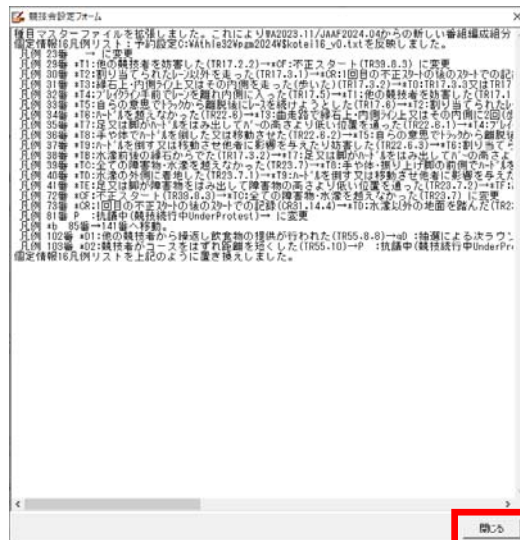 競技会設定フォーム
種目マスターファイルを拡張しました。これによりWA2023.11/JAAF2024.04からの新しい番組編成組分
固定情報16凡例リスト：予約設定C:¥Athle32¥pgm2024¥$kotei16_v0.txtを反映しました。
凡例 23番 → に変更
凡例 29番 *T1:他の競技者を妨害した(TR17.2.2)→*CF:不正スタート(TR39.8.3) に変更
凡例 30番 *T2:割り当てられたレーン以外を走った(TR17.3.1)→*CR:1回目の不正スタートの後のスタートでの記
凡例 31番 *T3:縁石上・内側ライン上又はその内側を走った(歩いた)(TR17.3.2)→*T0:TR17.3.3又はTR17
凡例 32番 *T4:ブレイクライン手前でレーンを離れ内側に入った(TR17.5)→*T1:他の競技者を妨害した(TR17.1
凡例 33番 *T5:自らの意思でトラックから離脱後にレースを続けようとした(TR17.6)→*T2:割り当てられたレ
凡例 34番 *T6:ハードルを越えなかった(TR22.6)→*T3:曲走路で縁石上・内側ライン上又はその内側に2回(歩
凡例 35番 *T7:足又は脚がハードルをはみ出してバーの高さより低い位置を通った(TR22.6.1)→*T4:ブレイ
凡例 36番 *T8:手や体でハードルを倒した又は移動させた(TR22.6.2)→*T5:自らの意思でトラックから離脱
凡例 37番 *T9:ハードルを倒す又は移動させ他者に影響を与えたり妨害した(TR22.6.3)→*T6:割り当てら
凡例 38番 *TB:水濠前後の縁石からでた(TR17.3.2)→*T7:足又は脚がハードルをはみ出してバーの高さよ
凡例 39番 *TC:全ての障害物・水濠を越えなかった(TR23.7)→*T8:手や体・振り上げ脚の前側でハードルを
凡例 40番 *TD:水濠の外側に着地した(TR23.7.1)→*T9:ハードルを倒す又は移動させ他者に影響を与えた
凡例 41番 *TE:足又は脚が障害物をはみ出して障害物の高さより低い位置を通った(TR23.7.2)→*TF:
凡例 72番 *CF:不正スタート(TR39.8.3)→*TC:全ての障害物・水濠を越えなかった(TR23.7) に変更
凡例 73番 *CR:1回目の不正スタートの後のスタートでの記録(CR31.14.4)→*TD:水濠以外の地面を踏んだ(TR2
凡例 81番 P :抗議中(競技続行中UnderProtest)→ に変更
凡例 *b 85番→141番へ移動。
凡例 102番 *D1:他の競技者から繰返し飲食物の提供が行われた(TR55.8.8)→aD :抽選による次ラウン
凡例 103番 *D2:競技者がコースをはずれ距離を短くした(TR55.10)→P :抗議中(競技続行中UnderPr
固定情報16凡例リストを上記のように置き換えしました。
閉じる